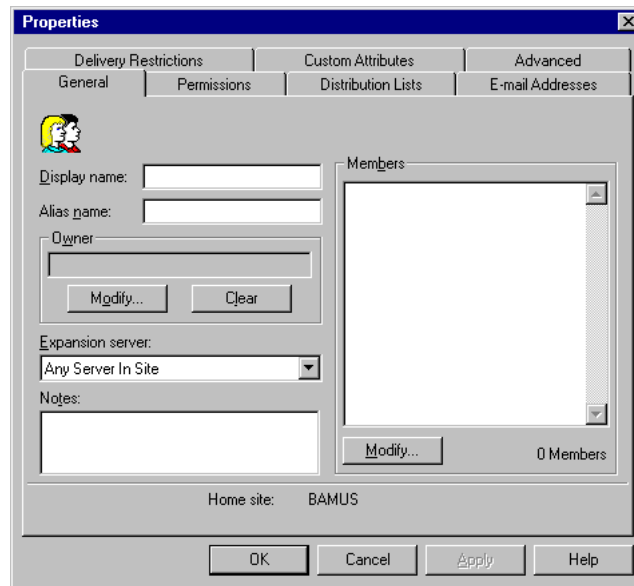 Properties
Delivery Restrictions Custom Attributes Advanced
General Permissions Distribution Lists E-mail Addresses
Display name:
Alias name:
Owner
Modify... Clear
Expansion server:
Any Server In Site
Notes:
Members
Modify... 0 Members
Home site: BAMUS
OK Cancel Apply Help